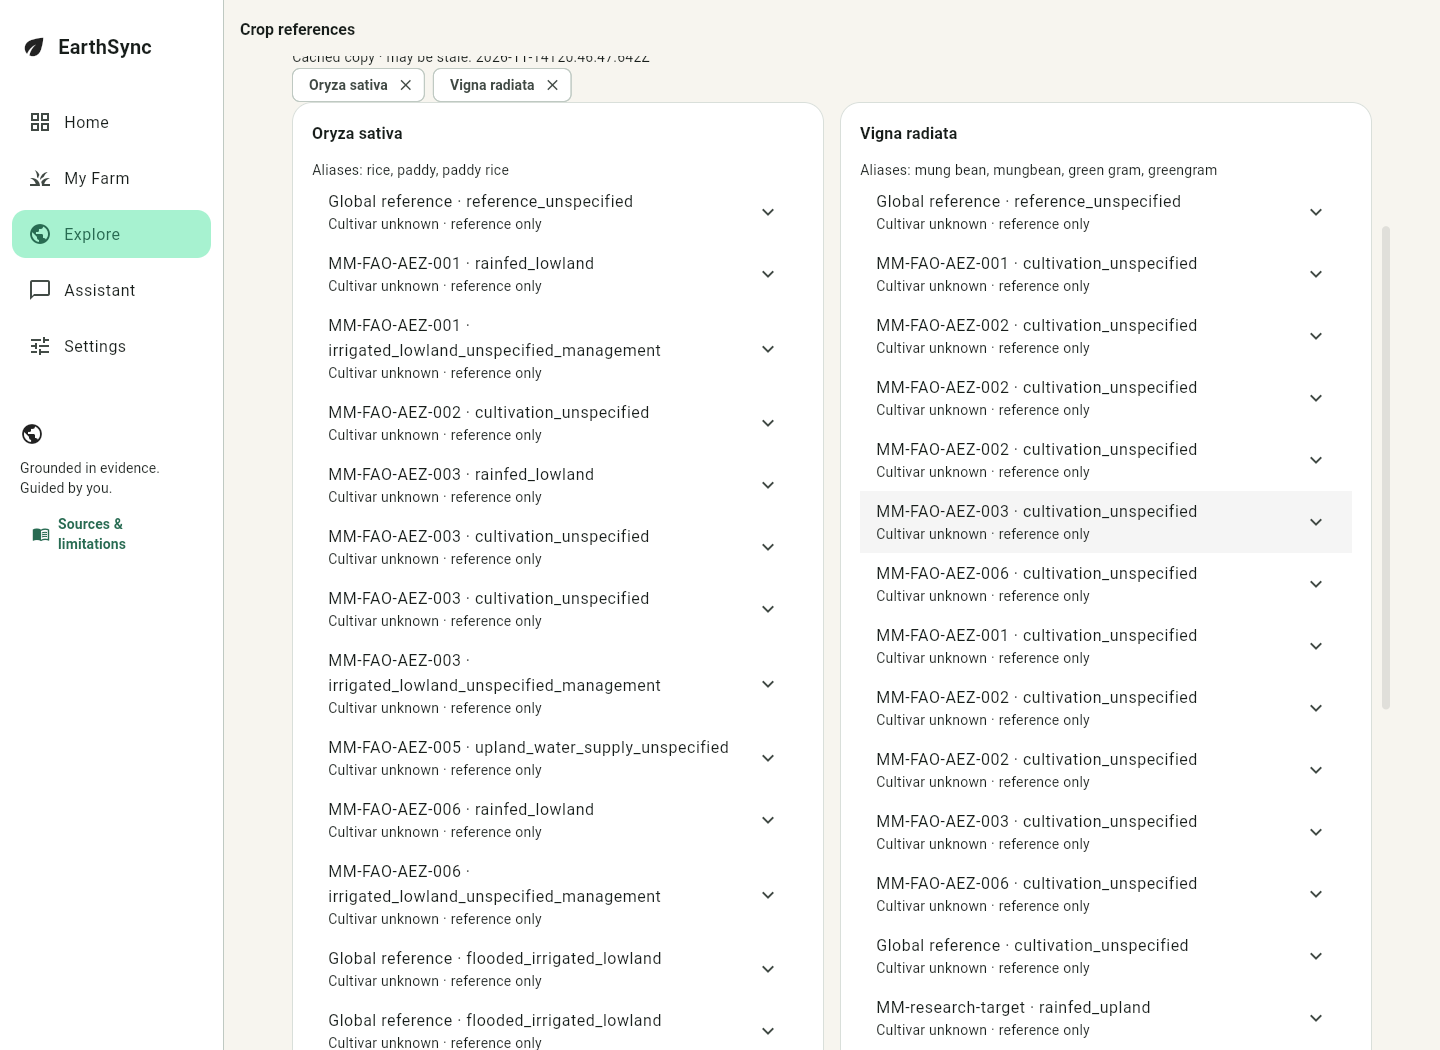 EarthSync
Home
My Farm
Explore
Assistant
Settings
Grounded in evidence.
Guided by you.
Sources &
limitations
Crop references
Cached copy · may be stale: 2026-11-14T20:46:47.642Z
Oryza sativa
Vigna radiata
Oryza sativa
Aliases: rice, paddy, paddy rice
Global reference · reference_unspecified
Cultivar unknown · reference only
MM-FAO-AEZ-001 · rainfed_lowland
Cultivar unknown · reference only
MM-FAO-AEZ-001 ·
irrigated_lowland_unspecified_management
Cultivar unknown · reference only
MM-FAO-AEZ-002 · cultivation_unspecified
Cultivar unknown · reference only
MM-FAO-AEZ-003 · rainfed_lowland
Cultivar unknown · reference only
MM-FAO-AEZ-003 · cultivation_unspecified
Cultivar unknown · reference only
MM-FAO-AEZ-003 · cultivation_unspecified
Cultivar unknown · reference only
MM-FAO-AEZ-003 ·
irrigated_lowland_unspecified_management
Cultivar unknown · reference only
MM-FAO-AEZ-005 · upland_water_supply_unspecified
Cultivar unknown · reference only
MM-FAO-AEZ-006 · rainfed_lowland
Cultivar unknown · reference only
MM-FAO-AEZ-006 ·
irrigated_lowland_unspecified_management
Cultivar unknown · reference only
Global reference · flooded_irrigated_lowland
Cultivar unknown · reference only
Global reference · flooded_irrigated_lowland
Cultivar unknown · reference only
Vigna radiata
Aliases: mung bean, mungbean, green gram, greengram
Global reference · reference_unspecified
Cultivar unknown · reference only
MM-FAO-AEZ-001 · cultivation_unspecified
Cultivar unknown · reference only
MM-FAO-AEZ-002 · cultivation_unspecified
Cultivar unknown · reference only
MM-FAO-AEZ-002 · cultivation_unspecified
Cultivar unknown · reference only
MM-FAO-AEZ-002 · cultivation_unspecified
Cultivar unknown · reference only
MM-FAO-AEZ-003 · cultivation_unspecified
Cultivar unknown · reference only
MM-FAO-AEZ-006 · cultivation_unspecified
Cultivar unknown · reference only
MM-FAO-AEZ-001 · cultivation_unspecified
Cultivar unknown · reference only
MM-FAO-AEZ-002 · cultivation_unspecified
Cultivar unknown · reference only
MM-FAO-AEZ-002 · cultivation_unspecified
Cultivar unknown · reference only
MM-FAO-AEZ-003 · cultivation_unspecified
Cultivar unknown · reference only
MM-FAO-AEZ-006 · cultivation_unspecified
Cultivar unknown · reference only
Global reference · cultivation_unspecified
Cultivar unknown · reference only
MM-research-target · rainfed_upland
Cultivar unknown · reference only